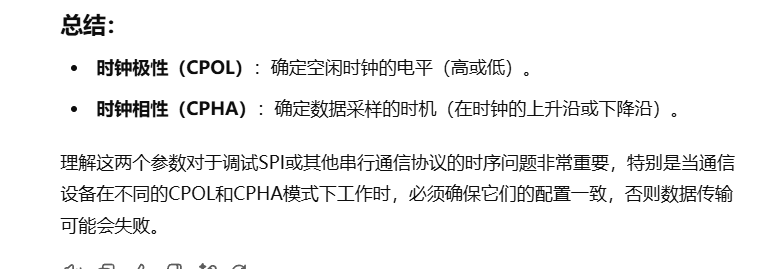 总结：
• 时钟极性（CPOL）：确定空闲时钟的电平（高或低）。
• 时钟相性（CPHA）：确定数据采样的时机（在时钟的上升沿或下降沿）。
理解这两个参数对于调试SPI或其他串行通信协议的时序问题非常重要，特别是当通信
设备在不同的CPOL和CPHA模式下工作时，必须确保它们的配置一致，否则数据传输
可能会失败。